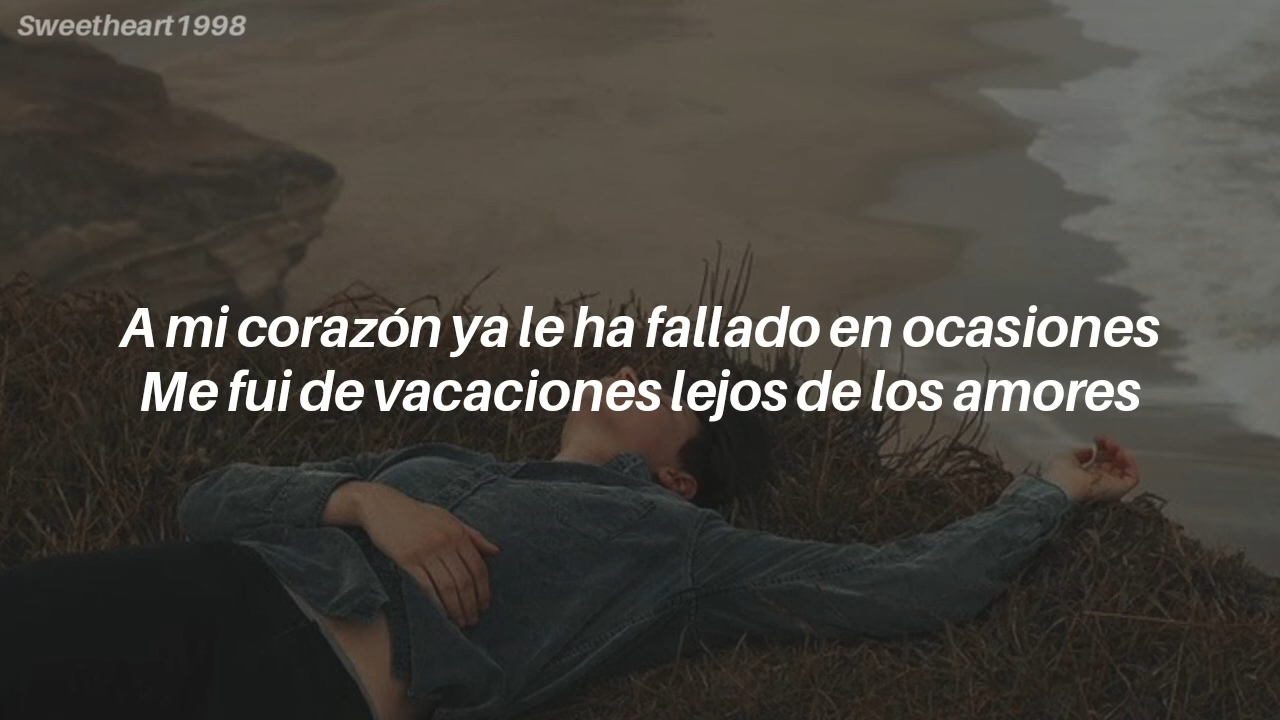 Sweetheart1998
A mi corazón ya le ha fallado en ocasiones
Me fui de vacaciones lejos de los amores